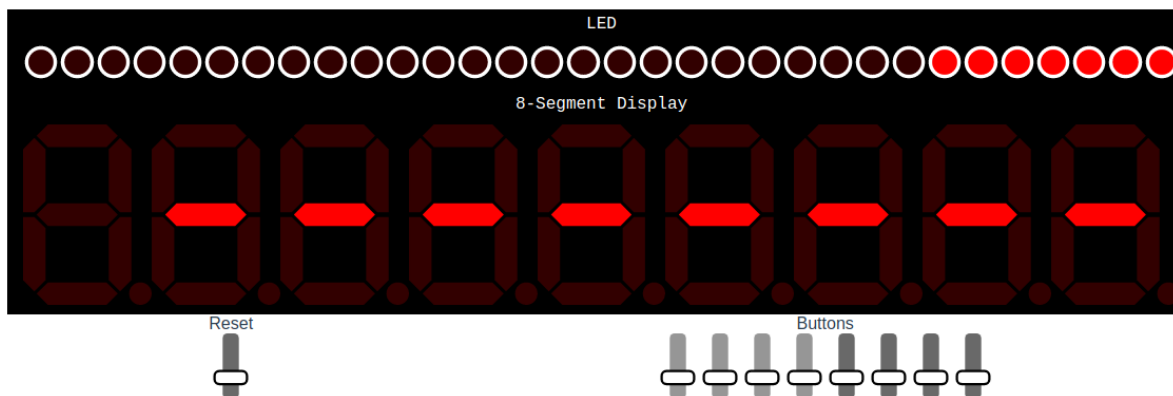 LED
8-Segment Display
--------
Reset
Buttons